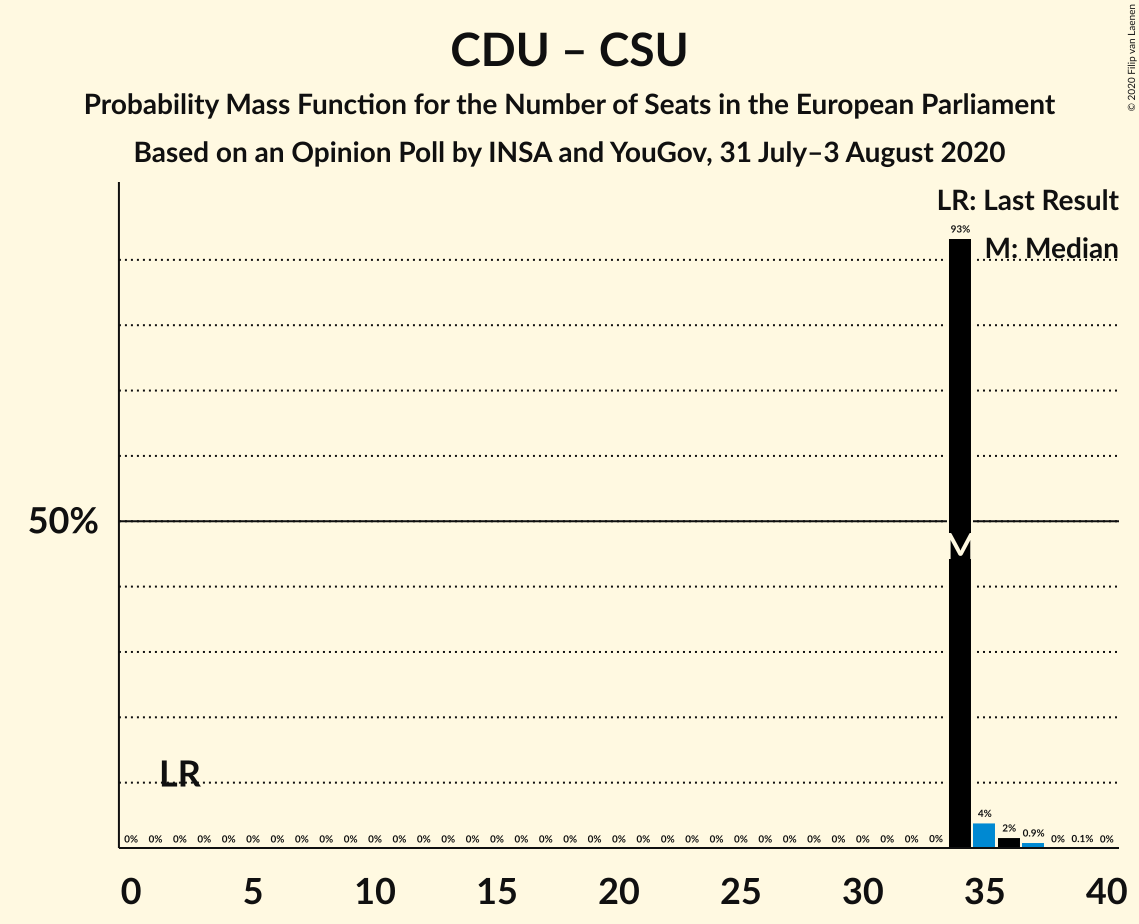 CDU – CSU
Probability Mass Function for the Number of Seats in the European Parliament
Based on an Opinion Poll by INSA and YouGov, 31 July–3 August 2020
© 2020 Filip van Laenen
LR: Last Result
M: Median
93%
50%
M
LR
0% 0% 0% 0% 0% 0% 0% 0% 0% 0% 0% 0% 0% 0% 0% 0% 0% 0% 0% 0% 0% 0% 0% 0% 0% 0% 0% 0% 0% 0% 0% 0% 0% 0% 4% 2% 0.9% 0% 0.1% 0%
0 5 10 15 20 25 30 35 40